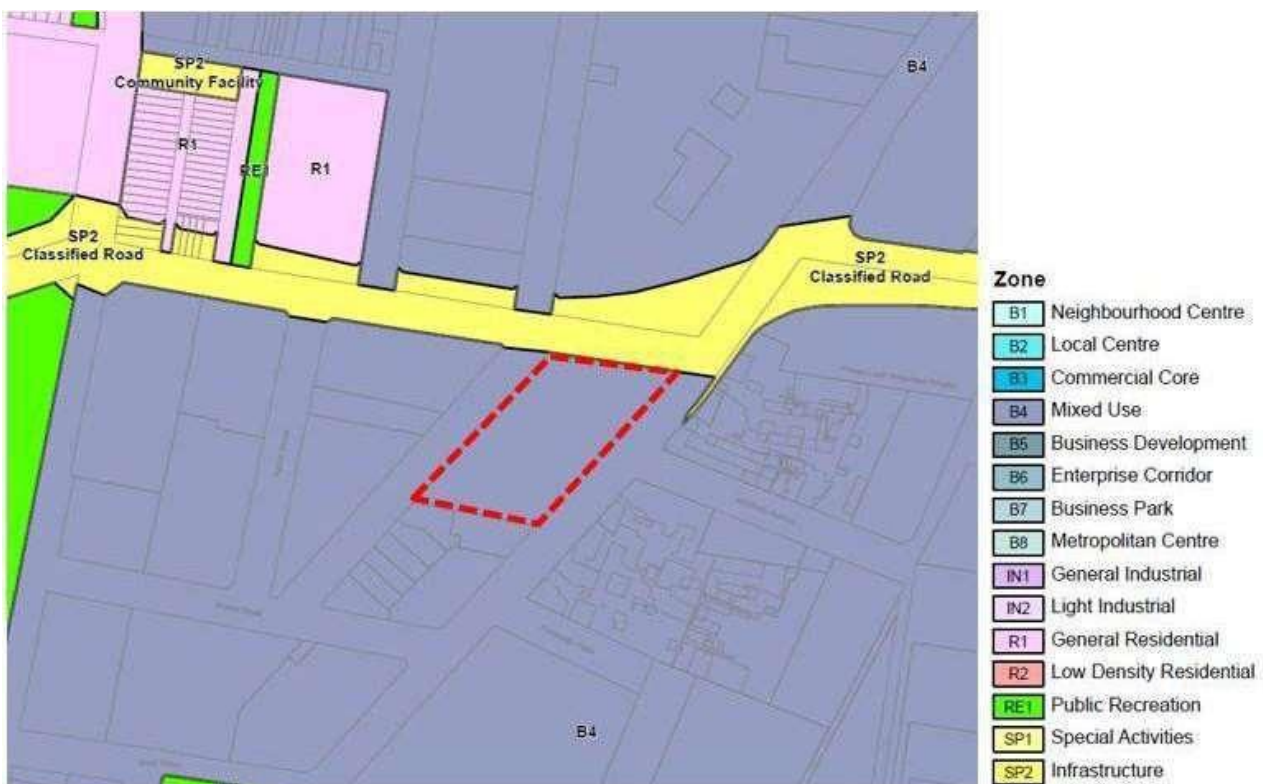 SP2
Community Facility
B4
R1
RE1
R1
SP2
Classified Road
SP2
Classified Road
B4
Zone
B1 Neighbourhood Centre
B2 Local Centre
B3 Commercial Core
B4 Mixed Use
B5 Business Development
B6 Enterprise Corridor
B7 Business Park
B8 Metropolitan Centre
IN1 General Industrial
IN2 Light Industrial
R1 General Residential
R2 Low Density Residential
RE1 Public Recreation
SP1 Special Activities
SP2 Infrastructure